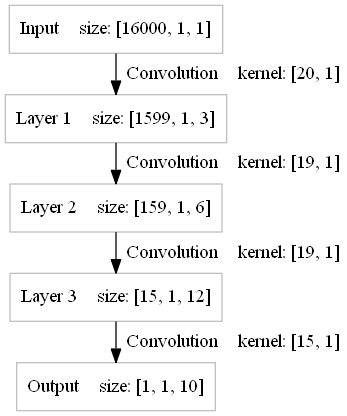 Input size: [16000, 1, 1]
Convolution kernel: [20, 1]
Layer 1 size: [1599, 1, 3]
Convolution kernel: [19, 1]
Layer 2 size: [159, 1, 6]
Convolution kernel: [19, 1]
Layer 3 size: [15, 1, 12]
Convolution kernel: [15, 1]
Output size: [1, 1, 10]